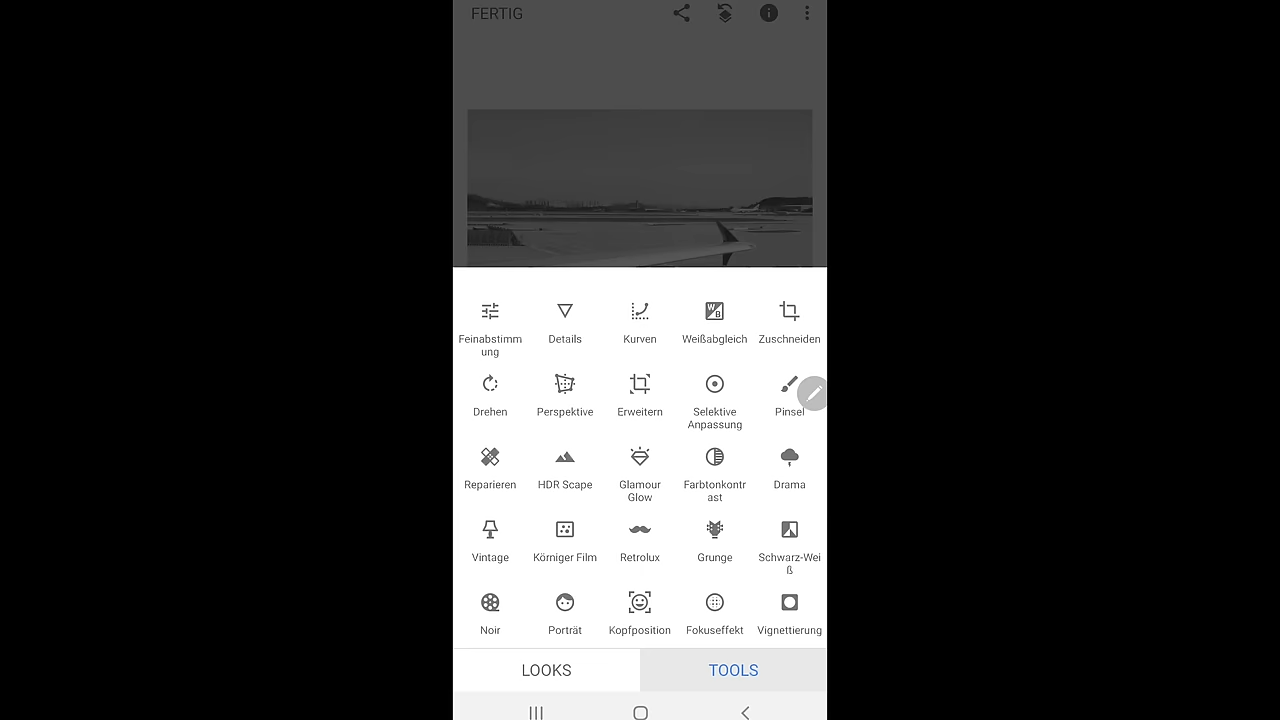 FERTIG
Feinabstimm
ung
Details
Kurven
Weißabgleich
Zuschneiden
Drehen
Perspektive
Erweitern
Selektive
Anpassung
Pinsel
Reparieren
HDR Scape
Glamour
Glow
Farbtonkontr
ast
Drama
Vintage
Körniger Film
Retrolux
Grunge
Schwarz-Wei
ß
Noir
Porträt
Kopfposition
Fokuseffekt
Vignettierung
LOOKS
TOOLS